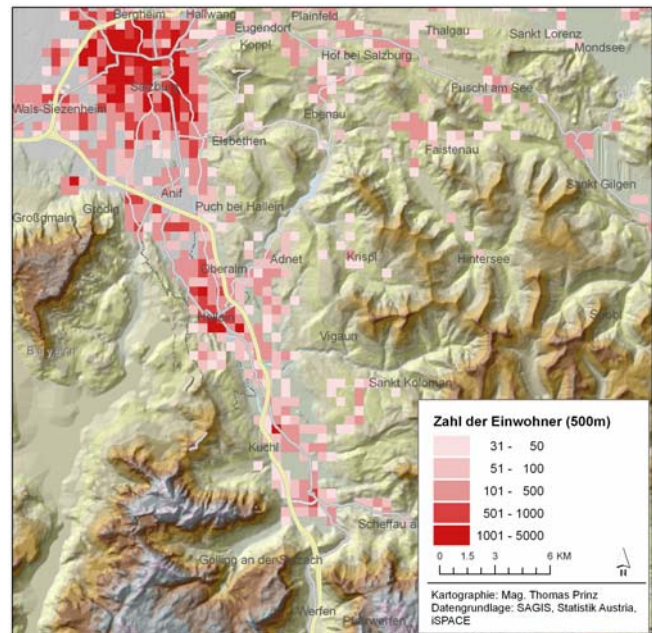 Bergheim
Hallwang
Plainfeld
Eugendorf
Thalgau
Koppl
Sankt Lorenz
Hof bei Salzburg
Mondsee
Salzburg
Fuschl am See
Wals-Siezenheim
Ebenau
Elsbethen
Faistenau
Sankt Gilgen
Anif
Großgmain
Grödig
Puch bei Hallein
Adnet
Krispl
Oberalm
Hintersee
Hallein
Vigaun
Sankt Koloman
Kuchl
Scheffau a
Golling an der Salzach
Werfen
Pfarrwerfen
Zahl der Einwohner (500m)
31 - 50
51 - 100
101 - 500
501 - 1000
1001 - 5000
0 1.5 3 6 KM
N
Kartographie: Mag. Thomas Prinz
Datengrundlage: SAGIS, Statistik Austria,
iSPACE